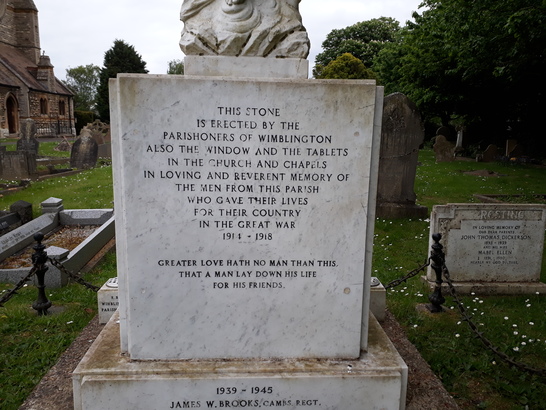 THIS STONE
IS ERECTED BY THE
PARISHONERS OF WIMBLINGTON
ALSO THE WINDOW AND THE TABLETS
IN THE CHURCH AND CHAPELS
IN LOVING AND REVERENT MEMORY OF
THE MEN FROM THIS PARISH
WHO GAVE THEIR LIVES
FOR THEIR COUNTRY
IN THE GREAT WAR
1914 - 1918
GREATER LOVE HATH NO MAN THAN THIS,
THAT A MAN LAY DOWN HIS LIFE
FOR HIS FRIENDS.
1939 - 1945
JAMES W. BROOKS, CAMBS. REGT.
RESTING
IN LOVING MEMORY OF
OUR DEAR PARENTS
JOHN THOMAS DICKERSON
MABEL ELLEN